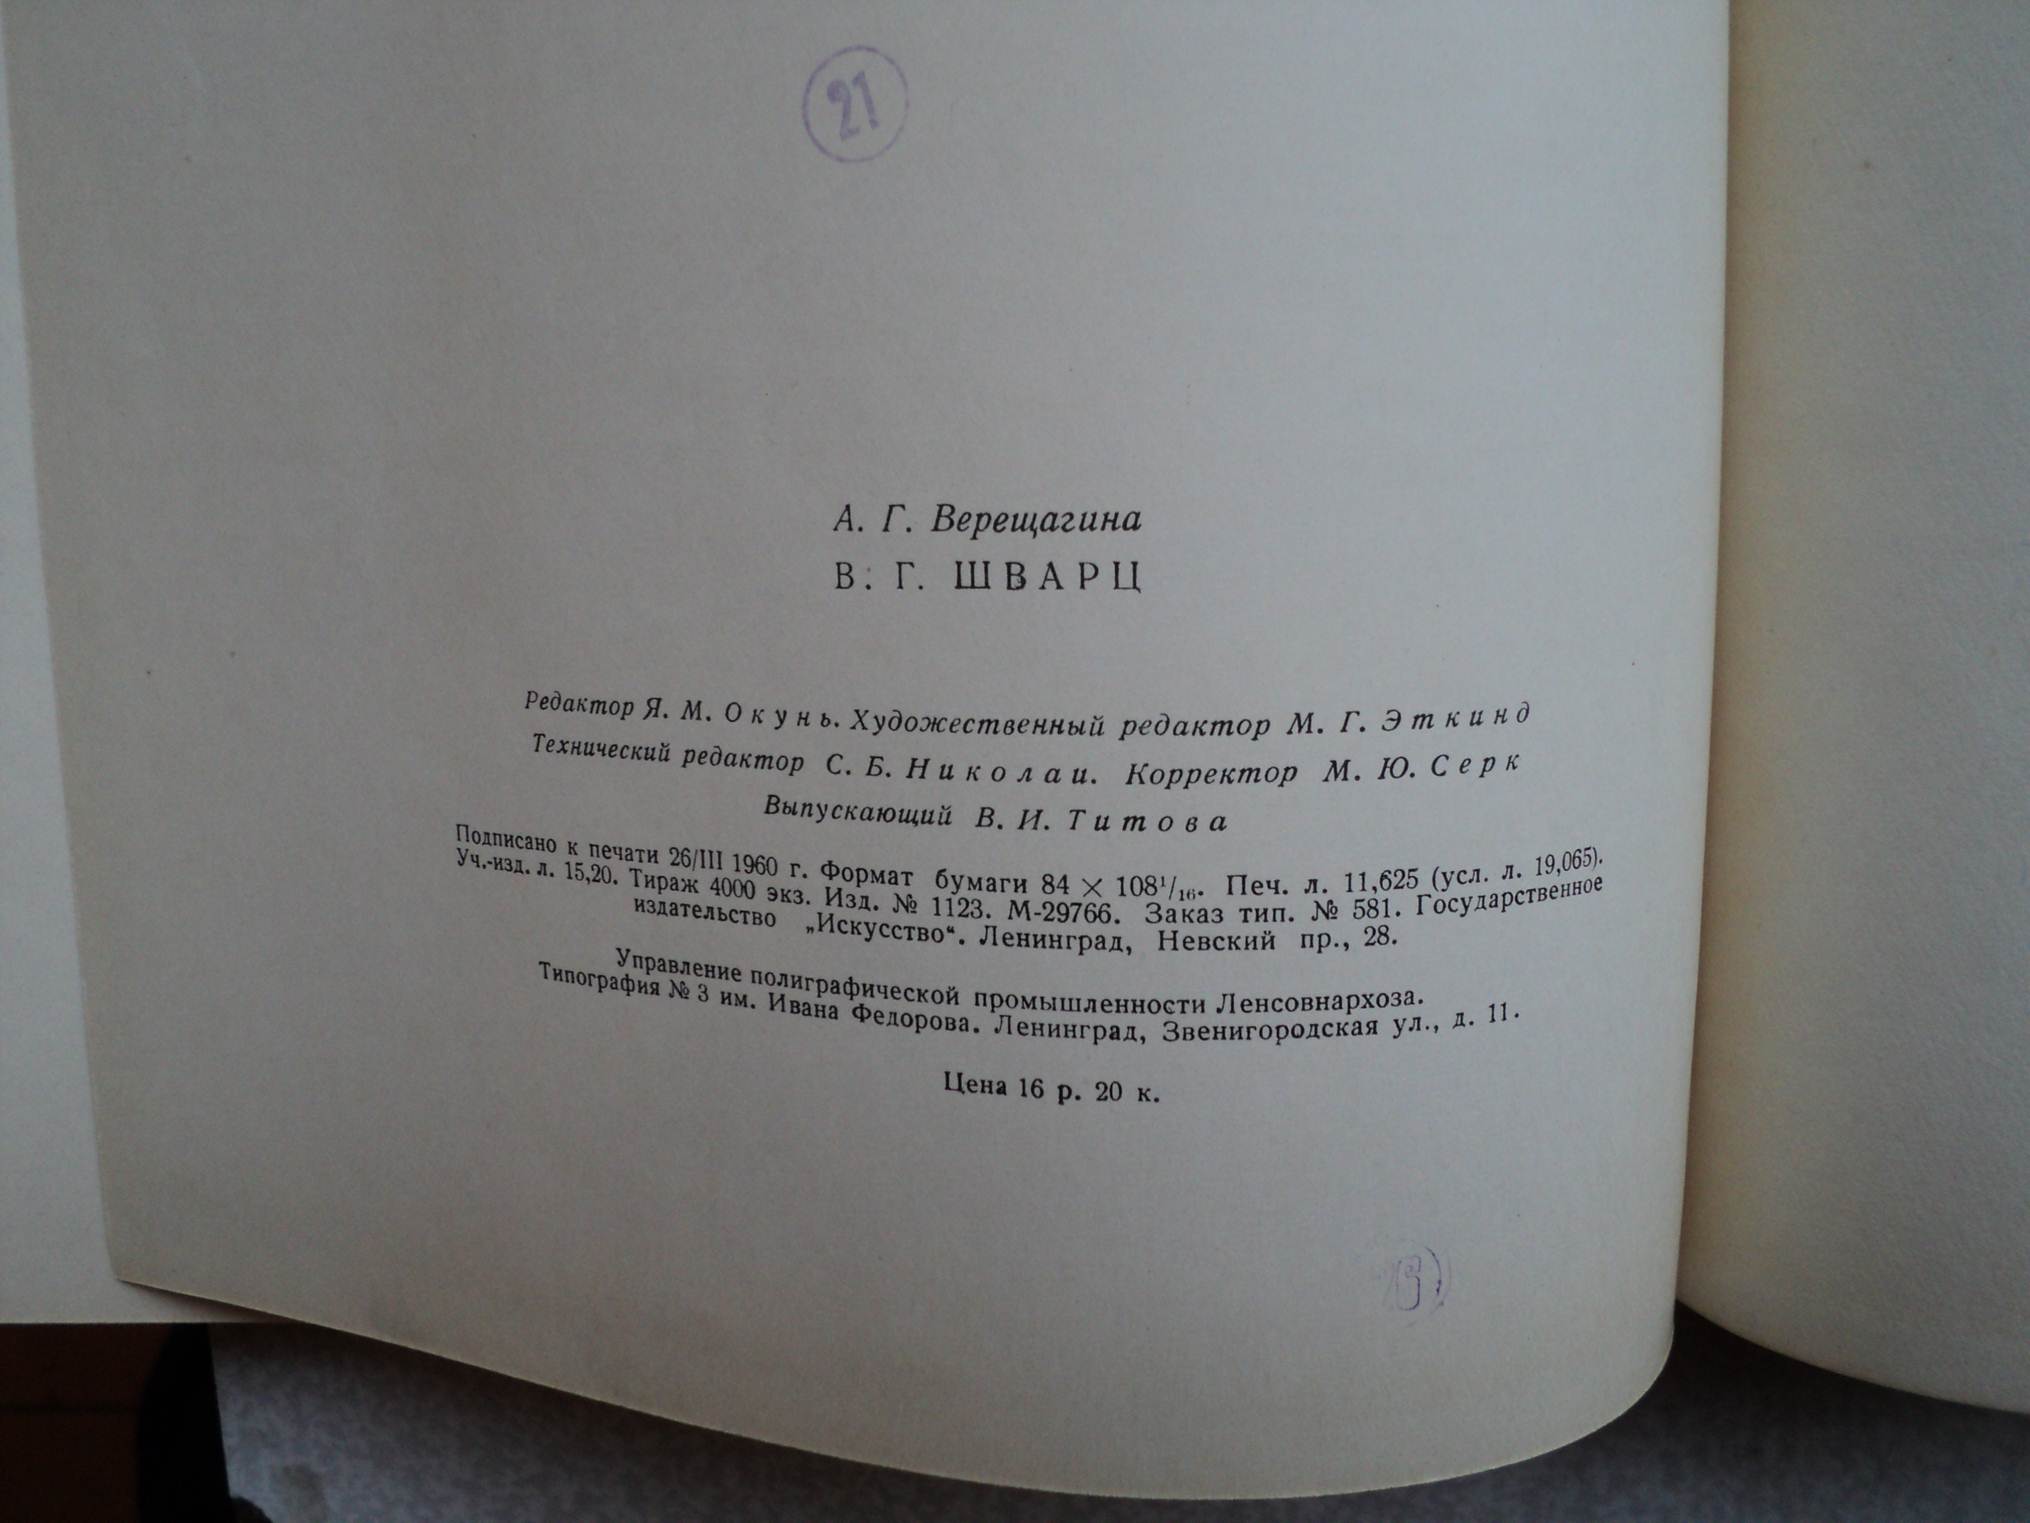 21
А. Г. Верещагина
В. Г. ШВАРЦ
Редактор Я. М. Окунь. Художественный редактор М. Г. Эткинд
Технический редактор С. Б. Николаи. Корректор М. Ю. Серк
Выпускающий В. И. Титова
Подписано к печати 26/III 1960 г. Формат бумаги 84 × 108¹/₁₆. Печ. л. 11,625 (усл. л. 19,065).
Уч.-изд. л. 15,20. Тираж 4000 экз. Изд. № 1123. М-29766. Заказ тип. № 581. Государственное
издательство „Искусство“. Ленинград, Невский пр., 28.
Управление полиграфической промышленности Ленсовнархоза.
Типография № 3 им. Ивана Федорова. Ленинград, Звенигородская ул., д. 11.
Цена 16 р. 20 к.